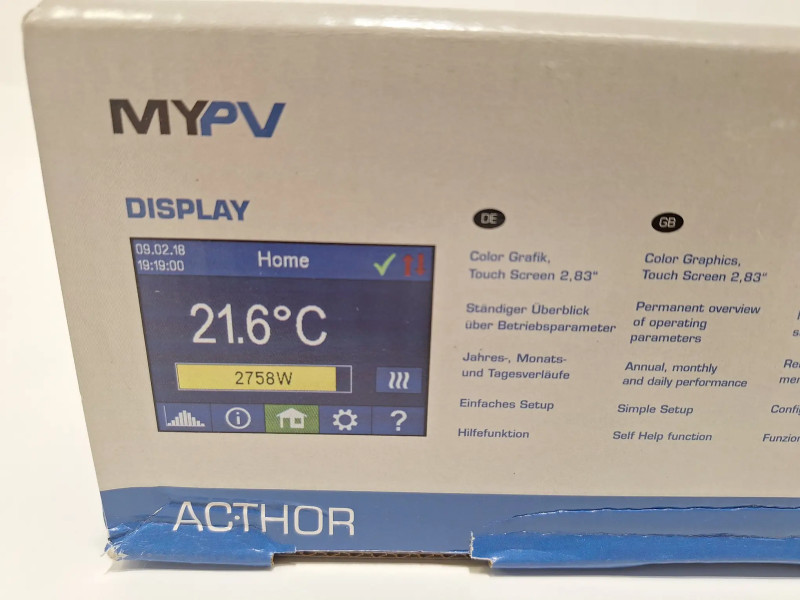 MYPV
DISPLAY
09.02.18
19:19:00
Home
21.6°C
2758W
?
DE
Color Grafik,
Touch Screen 2,83"
Ständiger Überblick
über Betriebsparameter
Jahres-, Monats-
und Tagesverläufe
Einfaches Setup
Hilfefunktion
GB
Color Graphics,
Touch Screen 2,83"
Permanent overview
of operating
parameters
Annual, monthly
and daily performance
Simple Setup
Self Help function
AC•THOR